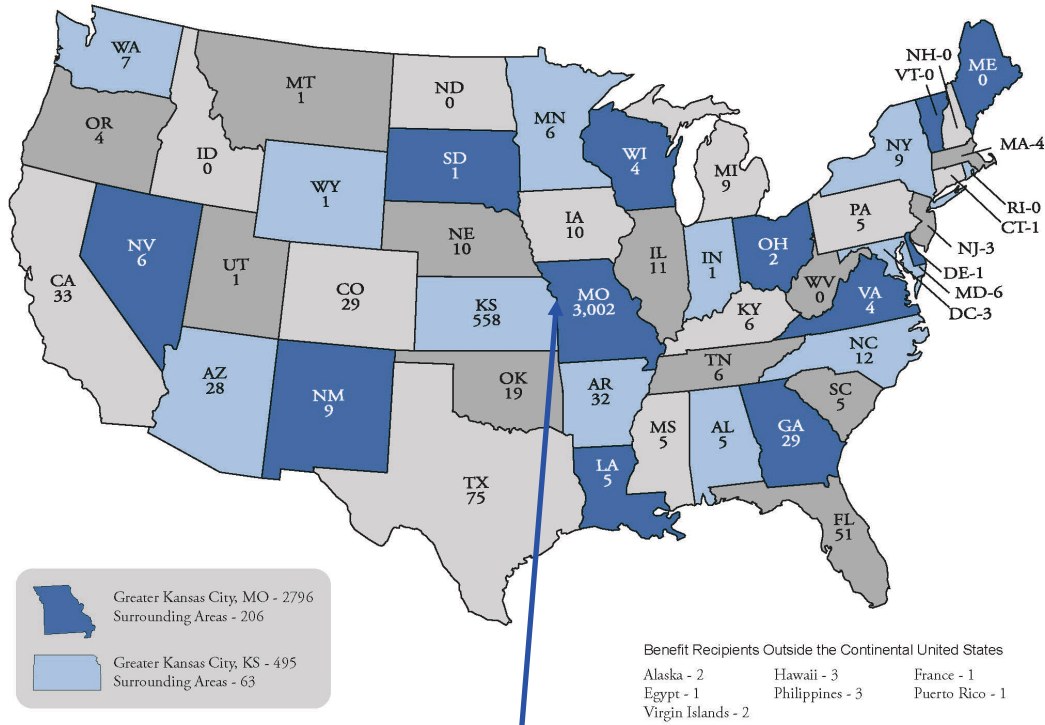 WA
7
MT
1
ND
0
MN
6
OR
4
ID
0
WY
1
SD
1
WI
4
MI
9
NH-0
VT-0
ME
0
NY
9
MA-4
RI-0
CT-1
NJ-3
DE-1
MD-6
DC-3
PA
5
NV
6
UT
1
CA
33
CO
29
NE
10
IA
10
IL
11
IN
1
OH
2
WV
0
VA
4
KS
558
MO
3,002
KY
6
NC
12
TN
6
SC
5
AZ
28
NM
9
OK
19
AR
32
MS
5
AL
5
GA
29
TX
75
LA
5
FL
51
Greater Kansas City, MO - 2796
Surrounding Areas - 206
Greater Kansas City, KS - 495
Surrounding Areas - 63
Benefit Recipients Outside the Continental United States
Alaska - 2 Hawaii - 3 France - 1
Egypt - 1 Philippines - 3 Puerto Rico - 1
Virgin Islands - 2